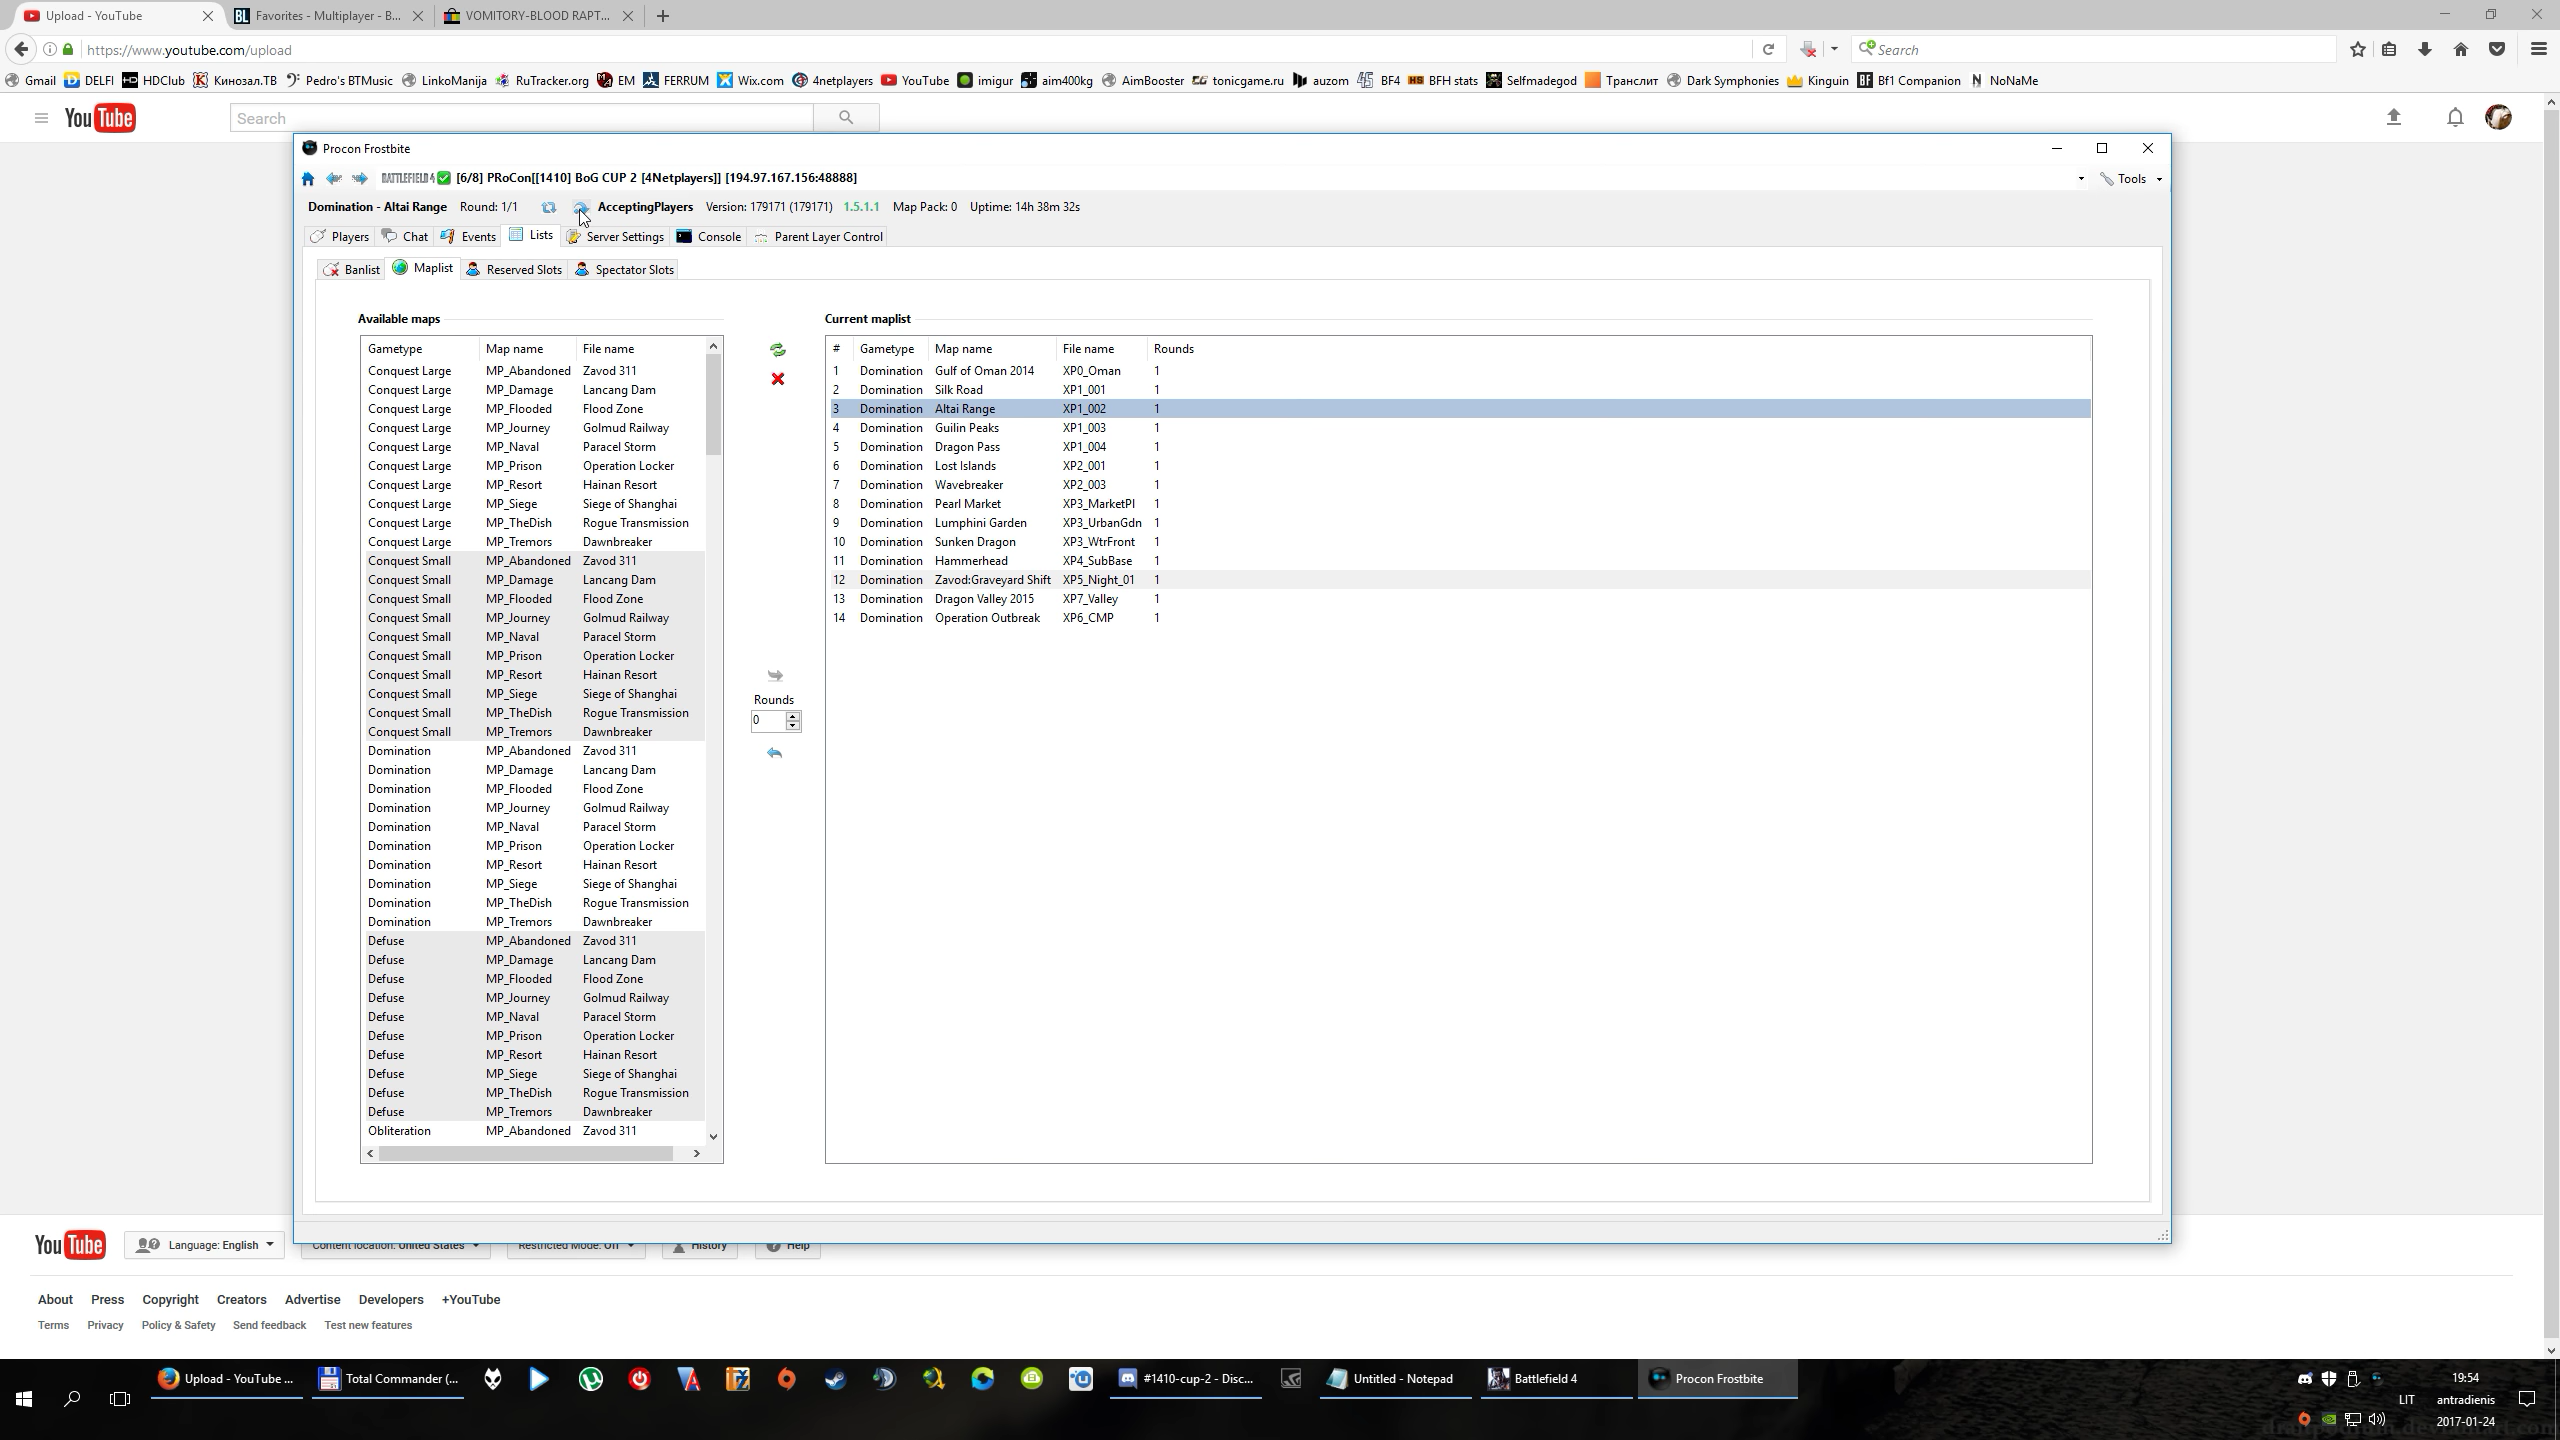 Upload - YouTube
Favorites - Multiplayer - B...
VOMITORY-BLOOD RAPT...
https://www.youtube.com/upload
Search
Gmail DELFI HDClub Кинозал.ТВ Pedro's BTMusic LinkoManija RuTracker.org EM FERRUM Wix.com 4netplayers YouTube imigur aim400kg AimBooster tonicgame.ru auzom BF4 BFH stats Selfmadegod Транслит Dark Symphonies Kinguin Bf1 Companion NoNaMe
YouTube
Search
Procon Frostbite
BATTLEFIELD 4 [6/8] PRoCon[[1410] BoG CUP 2 [4Netplayers]] [194.97.167.156:48888]
Tools
Domination - Altai Range Round: 1/1 AcceptingPlayers Version: 179171 (179171) 1.5.1.1 Map Pack: 0 Uptime: 14h 38m 32s
Players Chat Events Lists Server Settings Console Parent Layer Control
Banlist Maplist Reserved Slots Spectator Slots
Available maps
Gametype Map name File name
Conquest Large MP_Abandoned Zavod 311
Conquest Large MP_Damage Lancang Dam
Conquest Large MP_Flooded Flood Zone
Conquest Large MP_Journey Golmud Railway
Conquest Large MP_Naval Paracel Storm
Conquest Large MP_Prison Operation Locker
Conquest Large MP_Resort Hainan Resort
Conquest Large MP_Siege Siege of Shanghai
Conquest Large MP_TheDish Rogue Transmission
Conquest Large MP_Tremors Dawnbreaker
Conquest Small MP_Abandoned Zavod 311
Conquest Small MP_Damage Lancang Dam
Conquest Small MP_Flooded Flood Zone
Conquest Small MP_Journey Golmud Railway
Conquest Small MP_Naval Paracel Storm
Conquest Small MP_Prison Operation Locker
Conquest Small MP_Resort Hainan Resort
Conquest Small MP_Siege Siege of Shanghai
Conquest Small MP_TheDish Rogue Transmission
Conquest Small MP_Tremors Dawnbreaker
Domination MP_Abandoned Zavod 311
Domination MP_Damage Lancang Dam
Domination MP_Flooded Flood Zone
Domination MP_Journey Golmud Railway
Domination MP_Naval Paracel Storm
Domination MP_Prison Operation Locker
Domination MP_Resort Hainan Resort
Domination MP_Siege Siege of Shanghai
Domination MP_TheDish Rogue Transmission
Domination MP_Tremors Dawnbreaker
Defuse MP_Abandoned Zavod 311
Defuse MP_Damage Lancang Dam
Defuse MP_Flooded Flood Zone
Defuse MP_Journey Golmud Railway
Defuse MP_Naval Paracel Storm
Defuse MP_Prison Operation Locker
Defuse MP_Resort Hainan Resort
Defuse MP_Siege Siege of Shanghai
Defuse MP_TheDish Rogue Transmission
Defuse MP_Tremors Dawnbreaker
Obliteration MP_Abandoned Zavod 311
Rounds
0
Current maplist
# Gametype Map name File name Rounds
1 Domination Gulf of Oman 2014 XP0_Oman 1
2 Domination Silk Road XP1_001 1
3 Domination Altai Range XP1_002 1
4 Domination Guilin Peaks XP1_003 1
5 Domination Dragon Pass XP1_004 1
6 Domination Lost Islands XP2_001 1
7 Domination Wavebreaker XP2_003 1
8 Domination Pearl Market XP3_MarketPl 1
9 Domination Lumphini Garden XP3_UrbanGdn 1
10 Domination Sunken Dragon XP3_WtrFront 1
11 Domination Hammerhead XP4_SubBase 1
12 Domination Zavod:Graveyard Shift XP5_Night_01 1
13 Domination Dragon Valley 2015 XP7_Valley 1
14 Domination Operation Outbreak XP6_CMP 1
YouTube Language: English Content location: United States Restricted Mode: Off History Help
About Press Copyright Creators Advertise Developers +YouTube
Terms Privacy Policy & Safety Send feedback Test new features
Upload - YouTube ... Total Commander (... #1410-cup-2 - Disc... Untitled - Notepad Battlefield 4 Procon Frostbite
19:54
LIT antradienis
2017-01-24